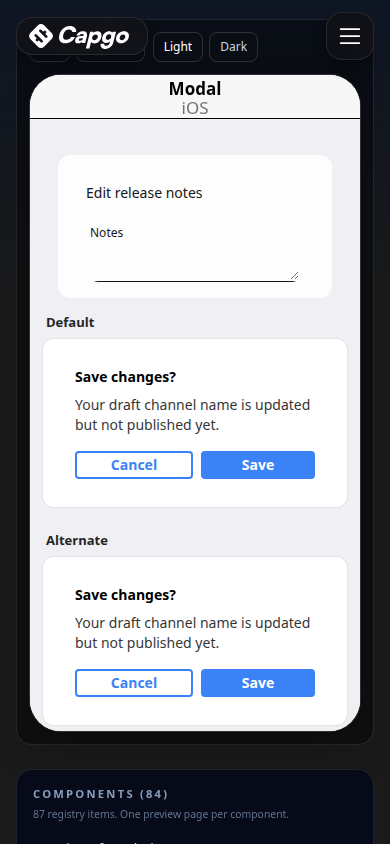 Capgo
Light
Dark
Modal
iOS
Edit release notes
Notes
Default
Save changes?
Your draft channel name is updated
but not published yet.
Cancel
Save
Alternate
Save changes?
Your draft channel name is updated
but not published yet.
Cancel
Save
COMPONENTS (84)
87 registry items. One preview page per component.